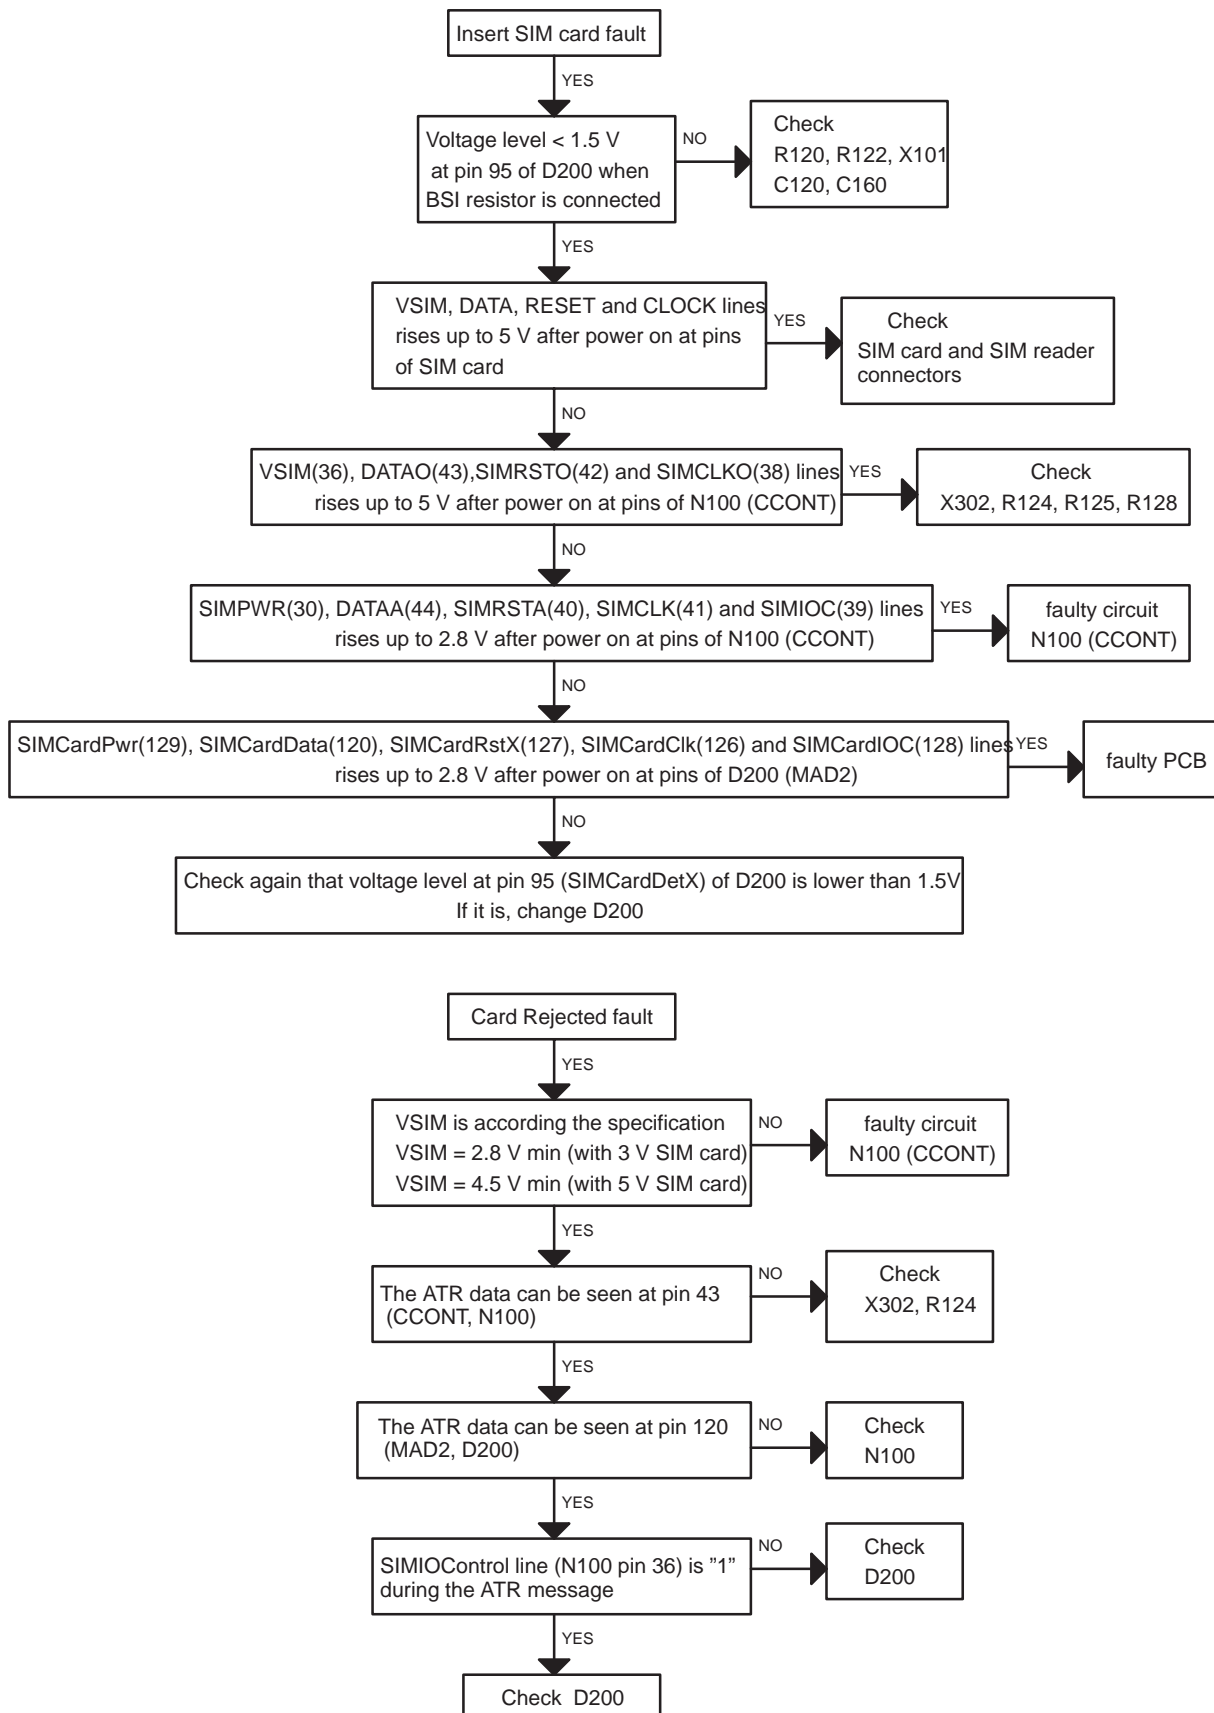 Insert SIM card fault
YES
Voltage level < 1.5 V
at pin 95 of D200 when
BSI resistor is connected
NO
Check
R120, R122, X101
C120, C160
YES
VSIM, DATA, RESET and CLOCK lines
rises up to 5 V after power on at pins
of SIM card
YES
Check
SIM card and SIM reader
connectors
NO
VSIM(36), DATAO(43),SIMRSTO(42) and SIMCLKO(38) lines
rises up to 5 V after power on at pins of N100 (CCONT)
YES
Check
X302, R124, R125, R128
NO
SIMPWR(30), DATAA(44), SIMRSTA(40), SIMCLK(41) and SIMIOC(39) lines
rises up to 2.8 V after power on at pins of N100 (CCONT)
YES
faulty circuit
N100 (CCONT)
NO
SIMCardPwr(129), SIMCardData(120), SIMCardRstX(127), SIMCardClk(126) and SIMCardIOC(128) lines
rises up to 2.8 V after power on at pins of D200 (MAD2)
YES
faulty PCB
NO
Check again that voltage level at pin 95 (SIMCardDetX) of D200 is lower than 1.5V
If it is, change D200
Card Rejected fault
YES
VSIM is according the specification
VSIM = 2.8 V min (with 3 V SIM card)
VSIM = 4.5 V min (with 5 V SIM card)
NO
faulty circuit
N100 (CCONT)
YES
The ATR data can be seen at pin 43
(CCONT, N100)
NO
Check
X302, R124
YES
The ATR data can be seen at pin 120
(MAD2, D200)
NO
Check
N100
YES
SIMIOControl line (N100 pin 36) is ”1”
during the ATR message
NO
Check
D200
YES
Check D200